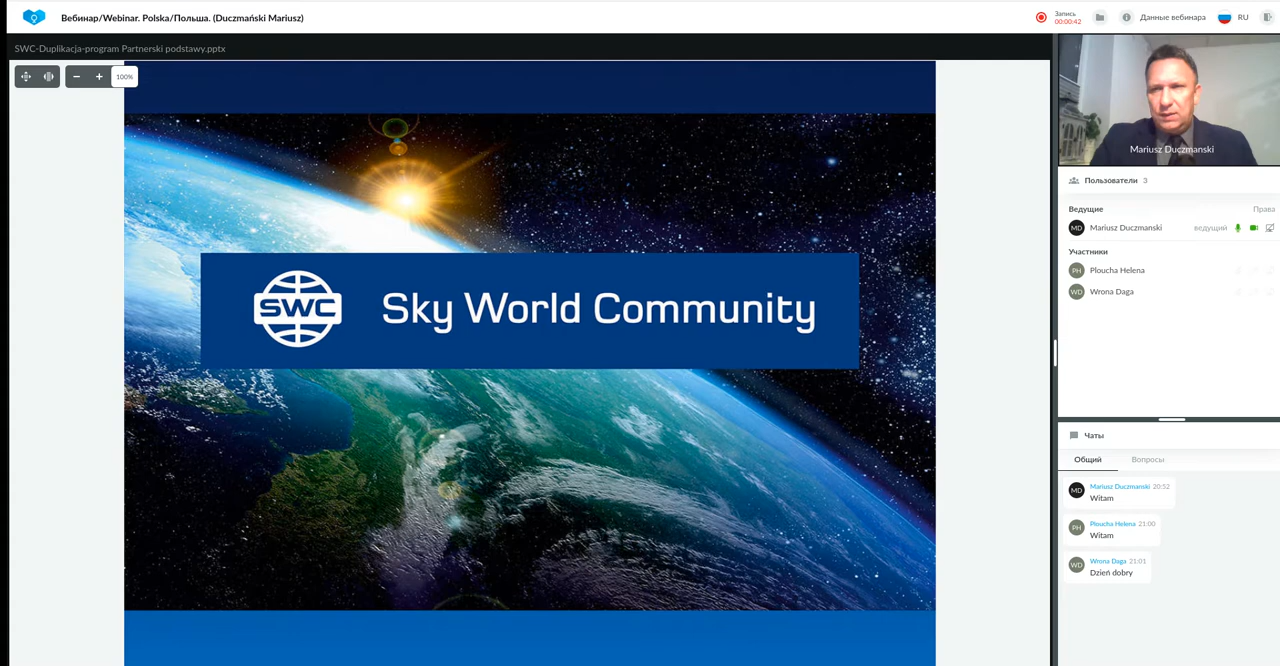 Вебинар/Webinar. Polska/Польша. (Duczmański Mariusz)
Запись
00:00:42
Данные вебинара
RU
SWC-Duplikacja-program Partnerski podstawy.pptx
100%
SWC
Sky World Community
Mariusz Duczmanski
Пользователи 3
Ведущие Права
MD Mariusz Duczmanski ведущий
Участники
PH Ploucha Helena
WD Wrona Daga
Чаты
Общий Вопросы
MD Mariusz Duczmanski 20:52
Witam
PH Ploucha Helena 21:00
Witam
WD Wrona Daga 21:01
Dzień dobry